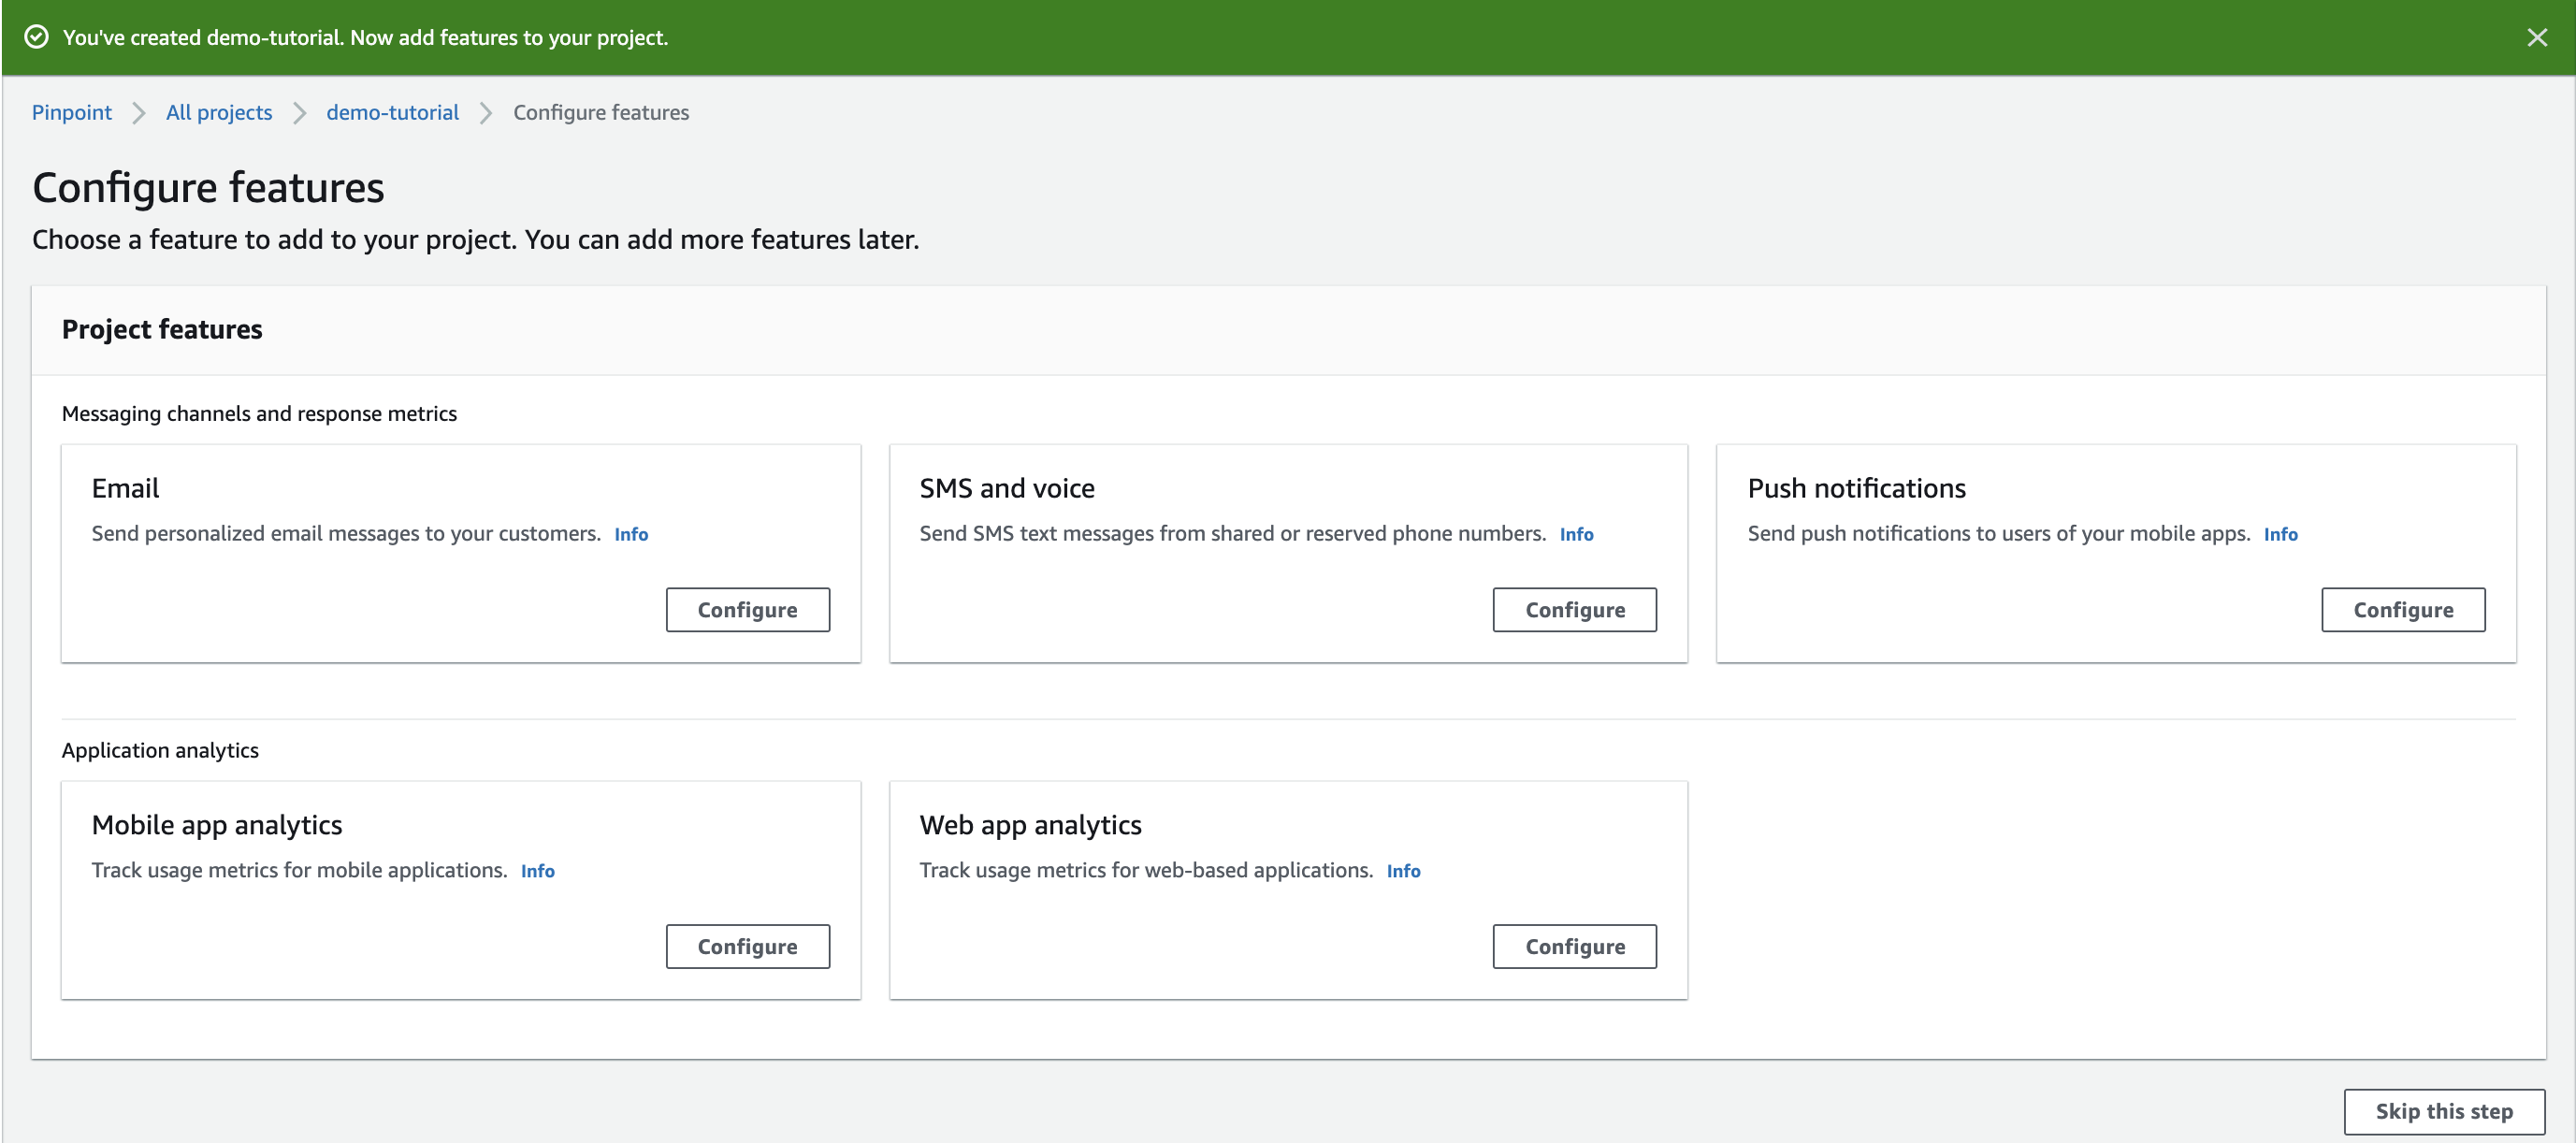 You've created demo-tutorial. Now add features to your project.
Pinpoint All projects demo-tutorial Configure features
Configure features
Choose a feature to add to your project. You can add more features later.
Project features
Messaging channels and response metrics
Email
Send personalized email messages to your customers. Info
Configure
SMS and voice
Send SMS text messages from shared or reserved phone numbers. Info
Configure
Push notifications
Send push notifications to users of your mobile apps. Info
Configure
Application analytics
Mobile app analytics
Track usage metrics for mobile applications. Info
Configure
Web app analytics
Track usage metrics for web-based applications. Info
Configure
Skip this step